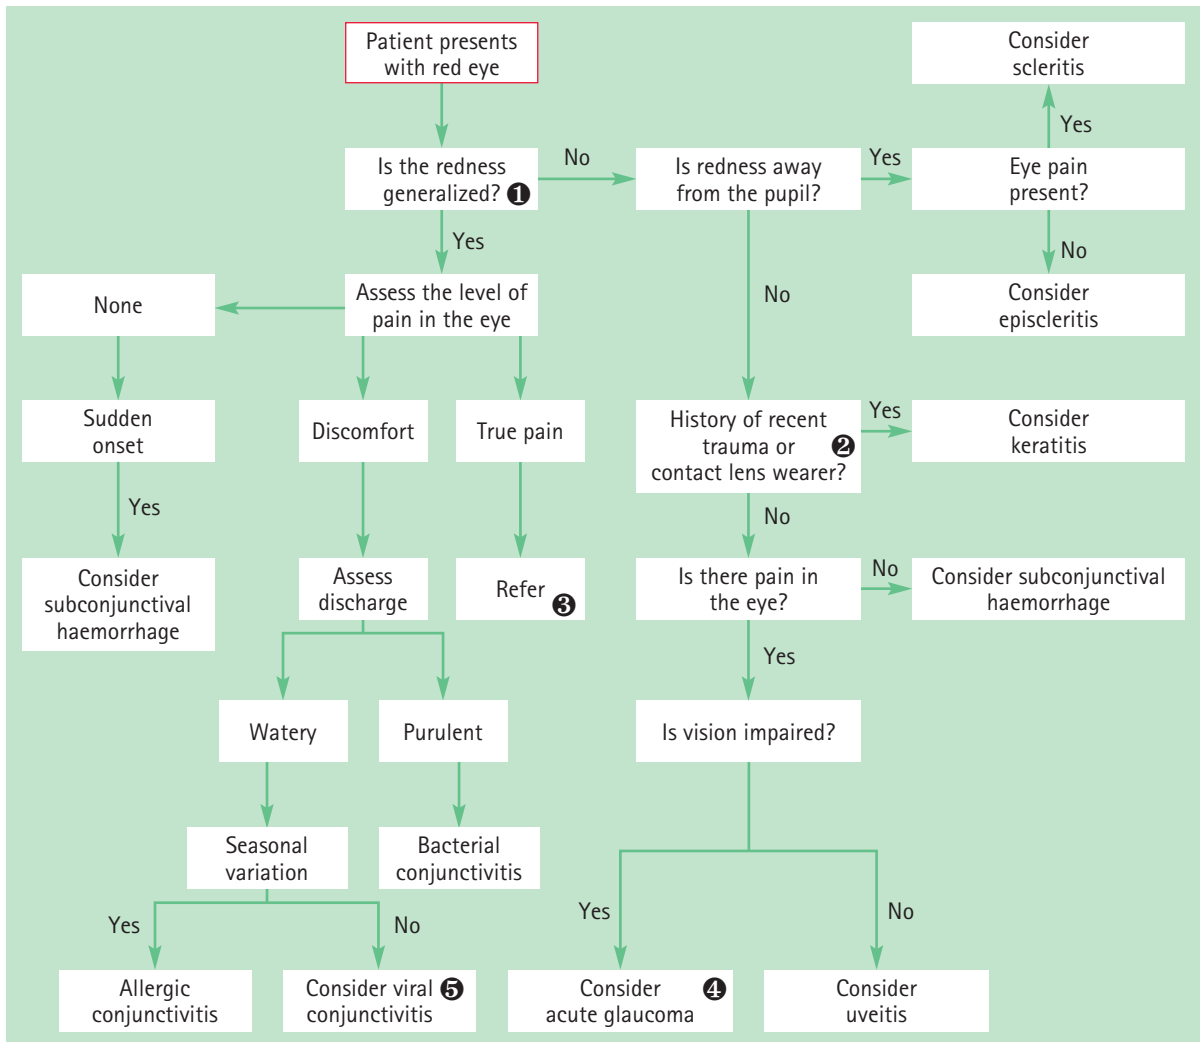 Patient presents
with red eye
Consider
scleritis
Yes
Is the redness
generalized? ❶
No
Is redness away
from the pupil?
Yes
Eye pain
present?
Yes
No
None
Assess the level of
pain in the eye
No
Consider
episcleritis
Sudden
onset
Discomfort
True pain
History of recent
trauma or ❷
contact lens wearer?
Yes
Consider
keratitis
Yes
No
Consider
subconjunctival
haemorrhage
Assess
discharge
Refer ❸
Is there pain in
the eye?
No
Consider subconjunctival
haemorrhage
Yes
Watery
Purulent
Is vision impaired?
Seasonal
variation
Bacterial
conjunctivitis
Yes
No
Yes
No
Allergic
conjunctivitis
Consider viral ❺
conjunctivitis
Consider ❹
acute glaucoma
Consider
uveitis